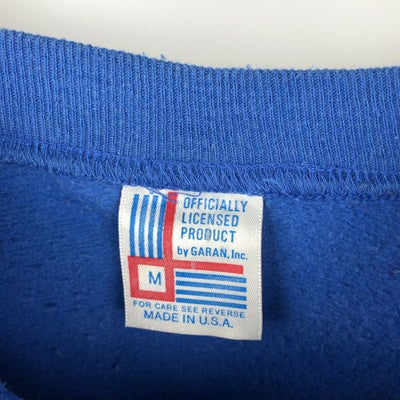 OFFICIALLY
LICENSED
PRODUCT
by GARAN, Inc.
M
FOR CARE SEE REVERSE
MADE IN U.S.A.